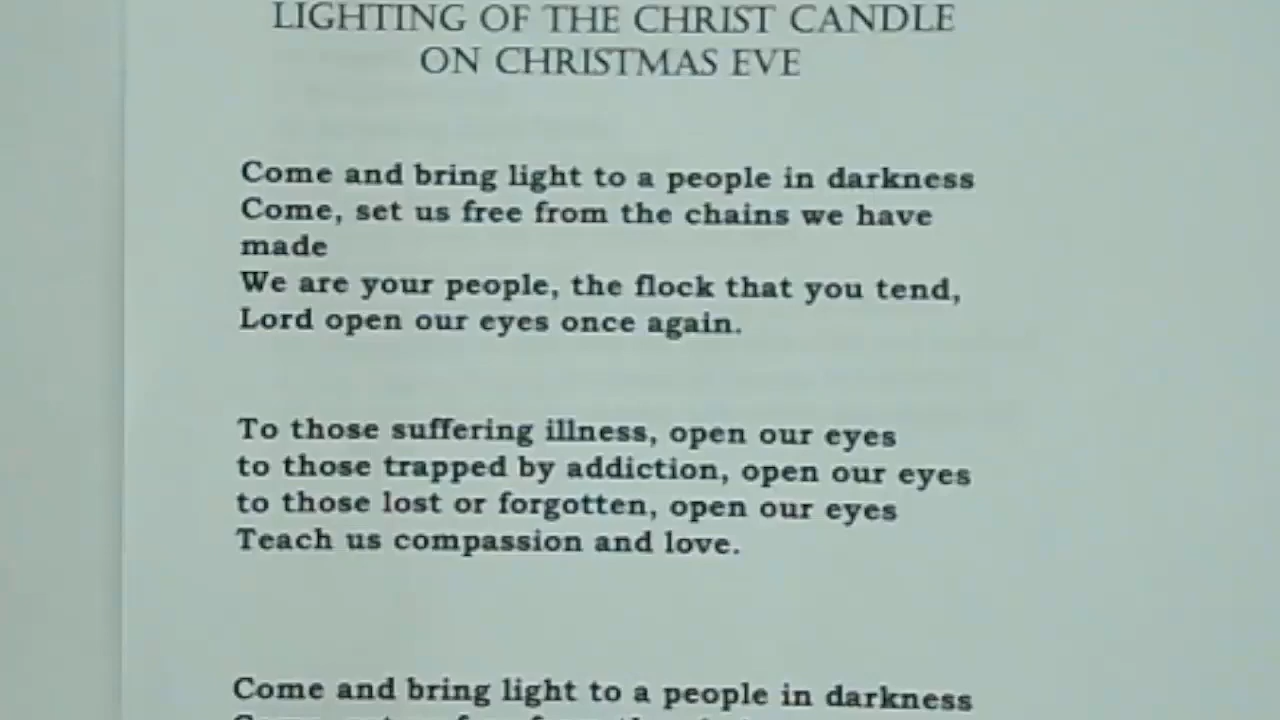 LIGHTING OF THE CHRIST CANDLE
ON CHRISTMAS EVE
Come and bring light to a people in darkness
Come, set us free from the chains we have
made
We are your people, the flock that you tend,
Lord open our eyes once again.
To those suffering illness, open our eyes
to those trapped by addiction, open our eyes
to those lost or forgotten, open our eyes
Teach us compassion and love.
Come and bring light to a people in darkness